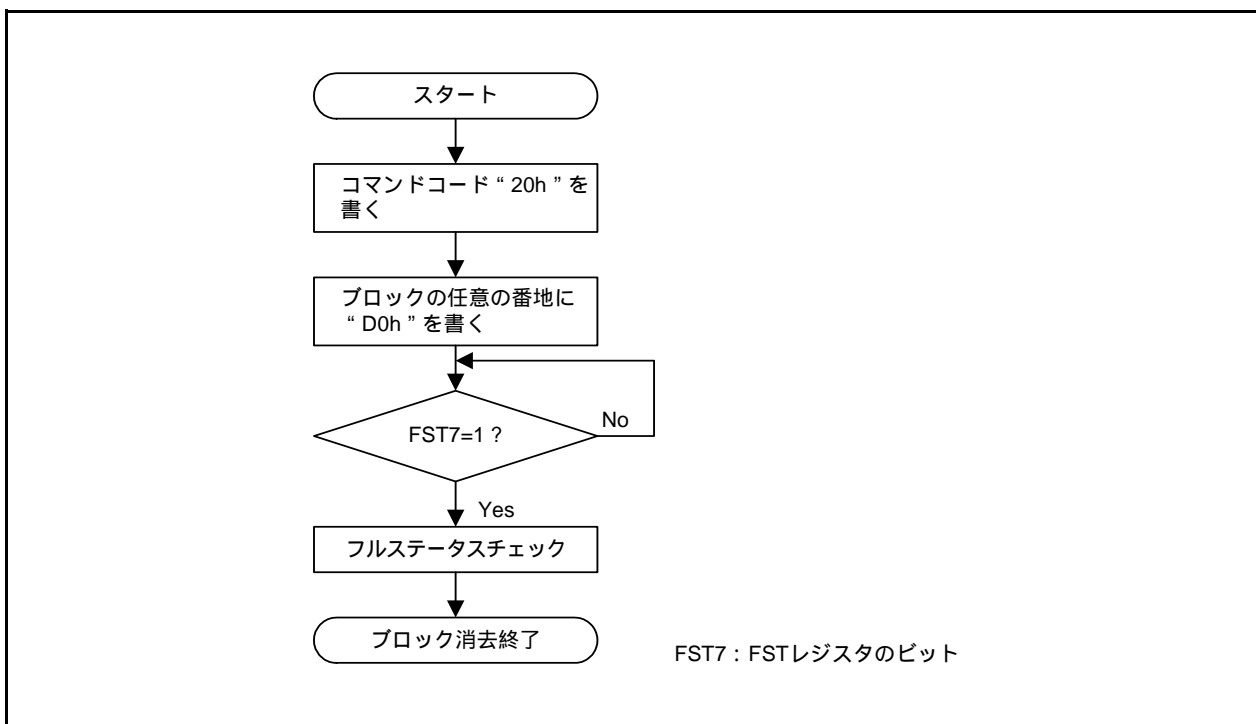 スタート
コマンドコード“ 20h ”を
書く
ブロックの任意の番地に
“ D0h ”を書く
FST7=1 ?
No
Yes
フルステータスチェック
ブロック消去終了
FST7 : FSTレジスタのビット